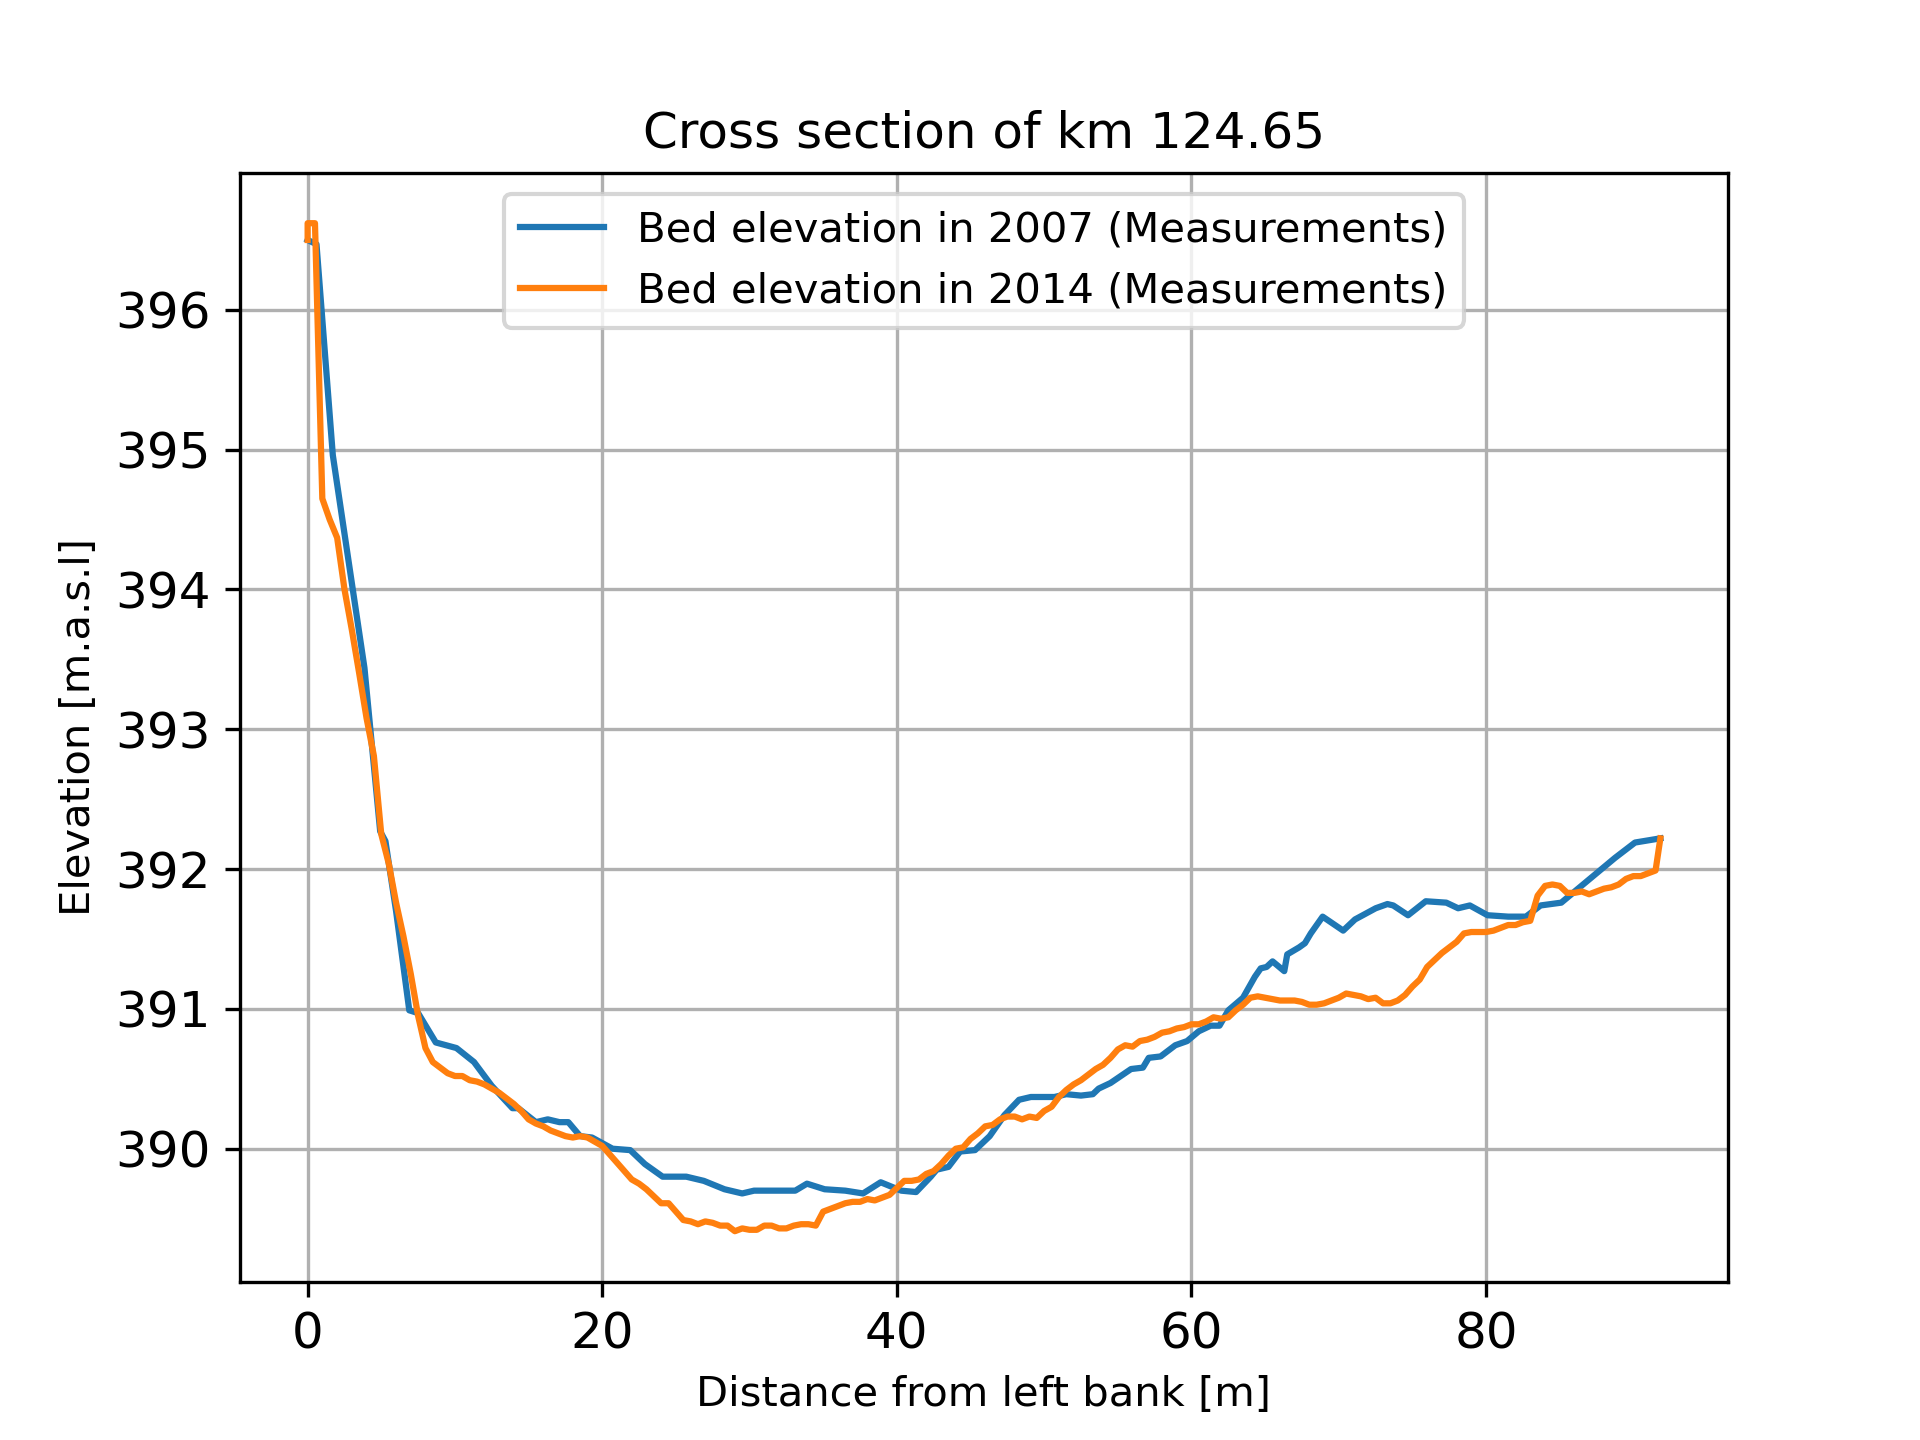 Cross section of km 124.65
Bed elevation in 2007 (Measurements)
Bed elevation in 2014 (Measurements)
396
395
394
393
392
391
390
Elevation [m.a.s.l]
0 20 40 60 80
Distance from left bank [m]